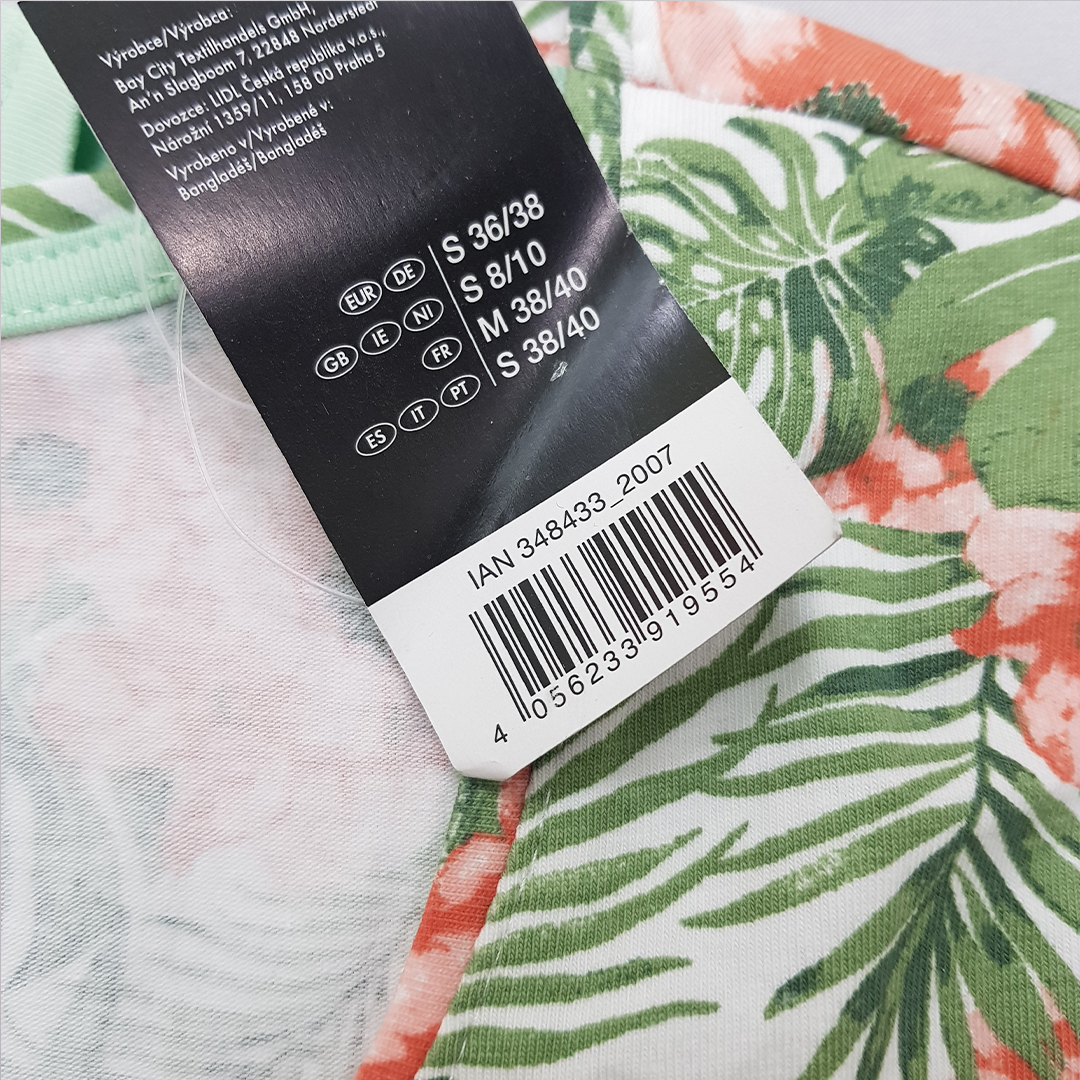 Výrobce/Výrobca:
Bay City Textilhandels GmbH,
An'n Slagboom 7, 22848 Norderstedt
Dovozce: LIDL Česká republika v.o.s.,
Nárožní 1359/11, 158 00 Praha 5
Vyrobeno v/Vyrobené v:
Bangladéš/Bangladéš
EUR DE S 36/38
GB IE NI S 8/10
FR M 38/40
ES IT PT S 38/40
IAN 348433_2007
4 056233 919554